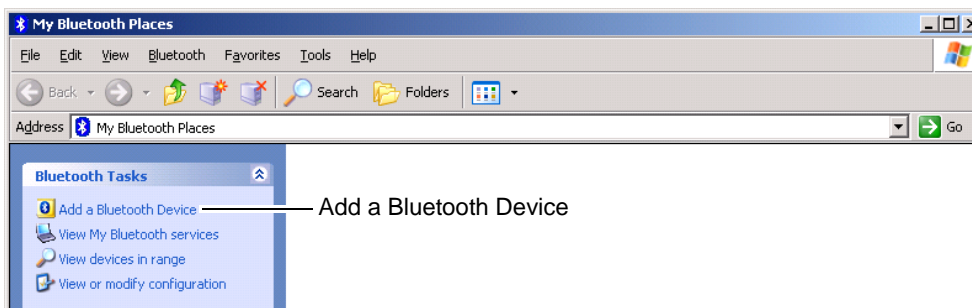 My Bluetooth Places
File Edit View Bluetooth Favorites Tools Help
Back Search Folders
Address My Bluetooth Places Go
Bluetooth Tasks
Add a Bluetooth Device Add a Bluetooth Device
View My Bluetooth services
View devices in range
View or modify configuration